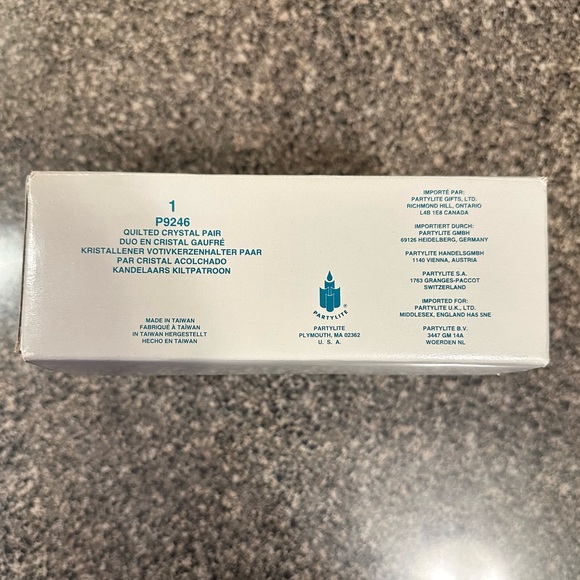 1
P9246
QUILTED CRYSTAL PAIR
DUO EN CRISTAL GAUFRÉ
KRISTALLENER VOTIVKERZENHALTER PAAR
PAR CRISTAL ACOLCHADO
KANDELAARS KILTPATROON
MADE IN TAIWAN
FABRIQUÉ À TAÏWAN
IN TAIWAN HERGESTELLT
HECHO EN TAIWAN
PARTYLITE®
PARTYLITE
PLYMOUTH, MA 02362
U. S. A.
IMPORTÉ PAR:
PARTYLITE GIFTS, LTD.
RICHMOND HILL, ONTARIO
L4B 1E8 CANADA
IMPORTIERT DURCH:
PARTYLITE GMBH
69126 HEIDELBERG, GERMANY
PARTYLITE HANDELSGMBH
1140 VIENNA, AUSTRIA
PARTYLITE S.A.
1763 GRANGES-PACCOT
SWITZERLAND
IMPORTED FOR:
PARTYLITE U.K., LTD.
MIDDLESEX, ENGLAND HA5 5NE
PARTYLITE B.V.
3447 GM 14A
WOERDEN NL